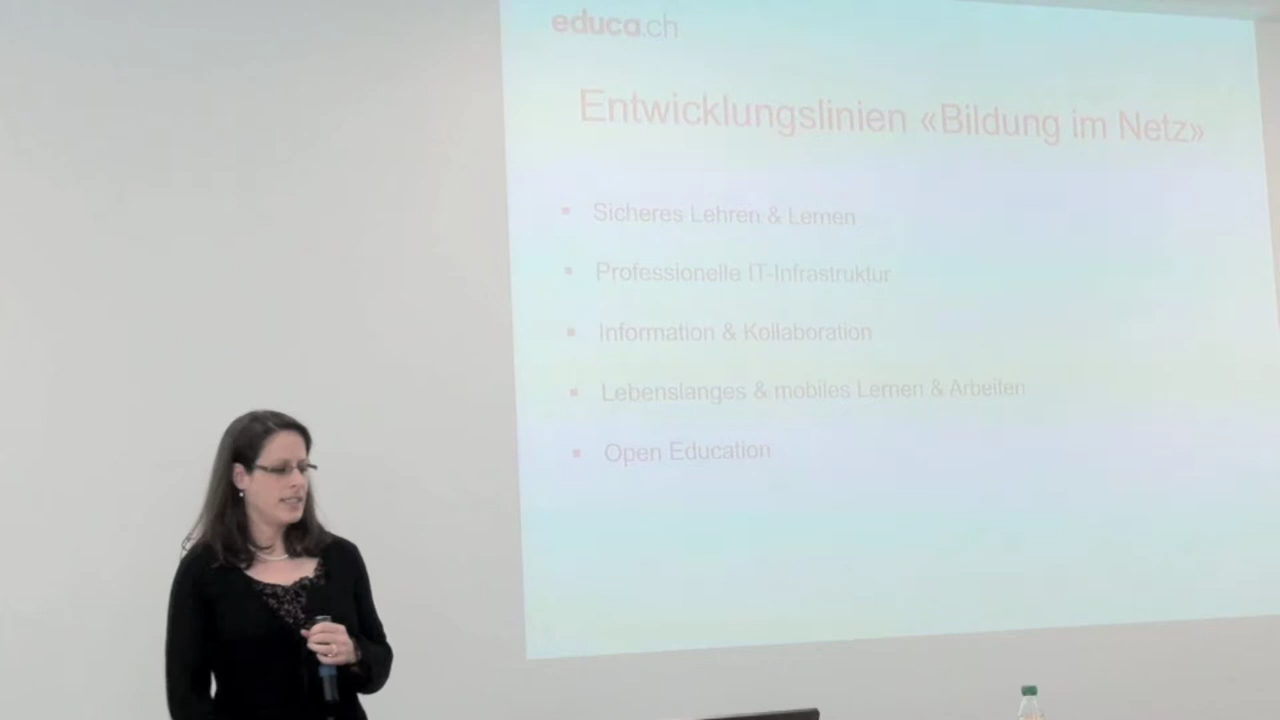 educa.ch
Entwicklungslinien «Bildung im Netz»
Sicheres Lehren & Lernen
Professionelle IT-Infrastruktur
Information & Kollaboration
Lebenslanges & mobiles Lernen & Arbeiten
Open Education